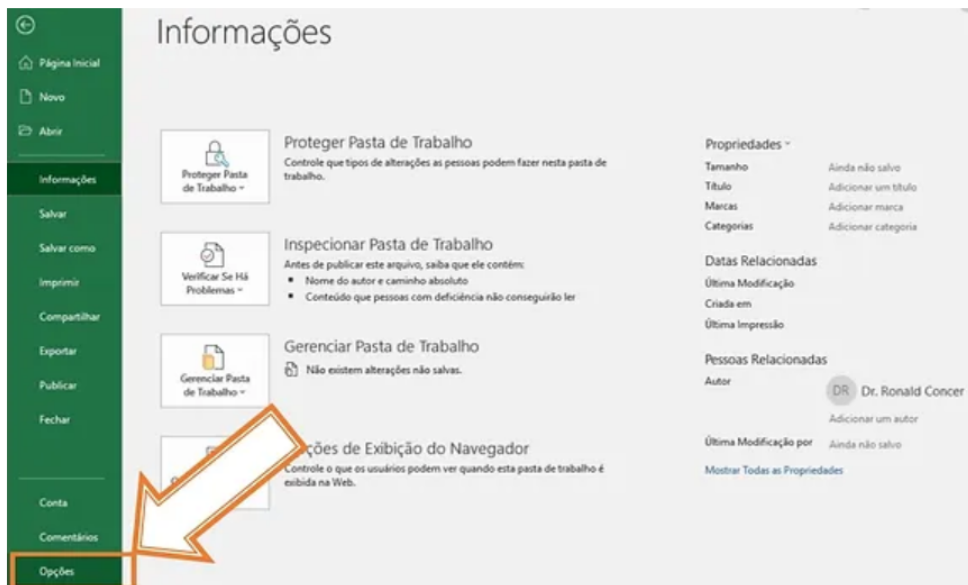 Informações
Página Inicial
Novo
Abrir
Informações
Salvar
Salvar como
Imprimir
Compartilhar
Exportar
Publicar
Fechar
Conta
Comentários
Opções
Proteger Pasta
de Trabalho
Proteger Pasta de Trabalho
Controle que tipos de alterações as pessoas podem fazer nesta pasta de
trabalho.
Verificar Se Há
Problemas
Inspecionar Pasta de Trabalho
Antes de publicar este arquivo, saiba que ele contém:
Nome do autor e caminho absoluto
Conteúdo que pessoas com deficiência não conseguirão ler
Gerenciar Pasta
de Trabalho
Gerenciar Pasta de Trabalho
Não existem alterações não salvas.
ções de Exibição do Navegador
Controle o que os usuários podem ver quando esta pasta de trabalho é
exibida na Web.
Propriedades
Tamanho Ainda não salvo
Título Adicionar um título
Marcas Adicionar marca
Categorias Adicionar categoria
Datas Relacionadas
Última Modificação
Criada em
Última Impressão
Pessoas Relacionadas
Autor
DR Dr. Ronald Concer
Adicionar um autor
Última Modificação por Ainda não salvo
Mostrar Todas as Propriedades